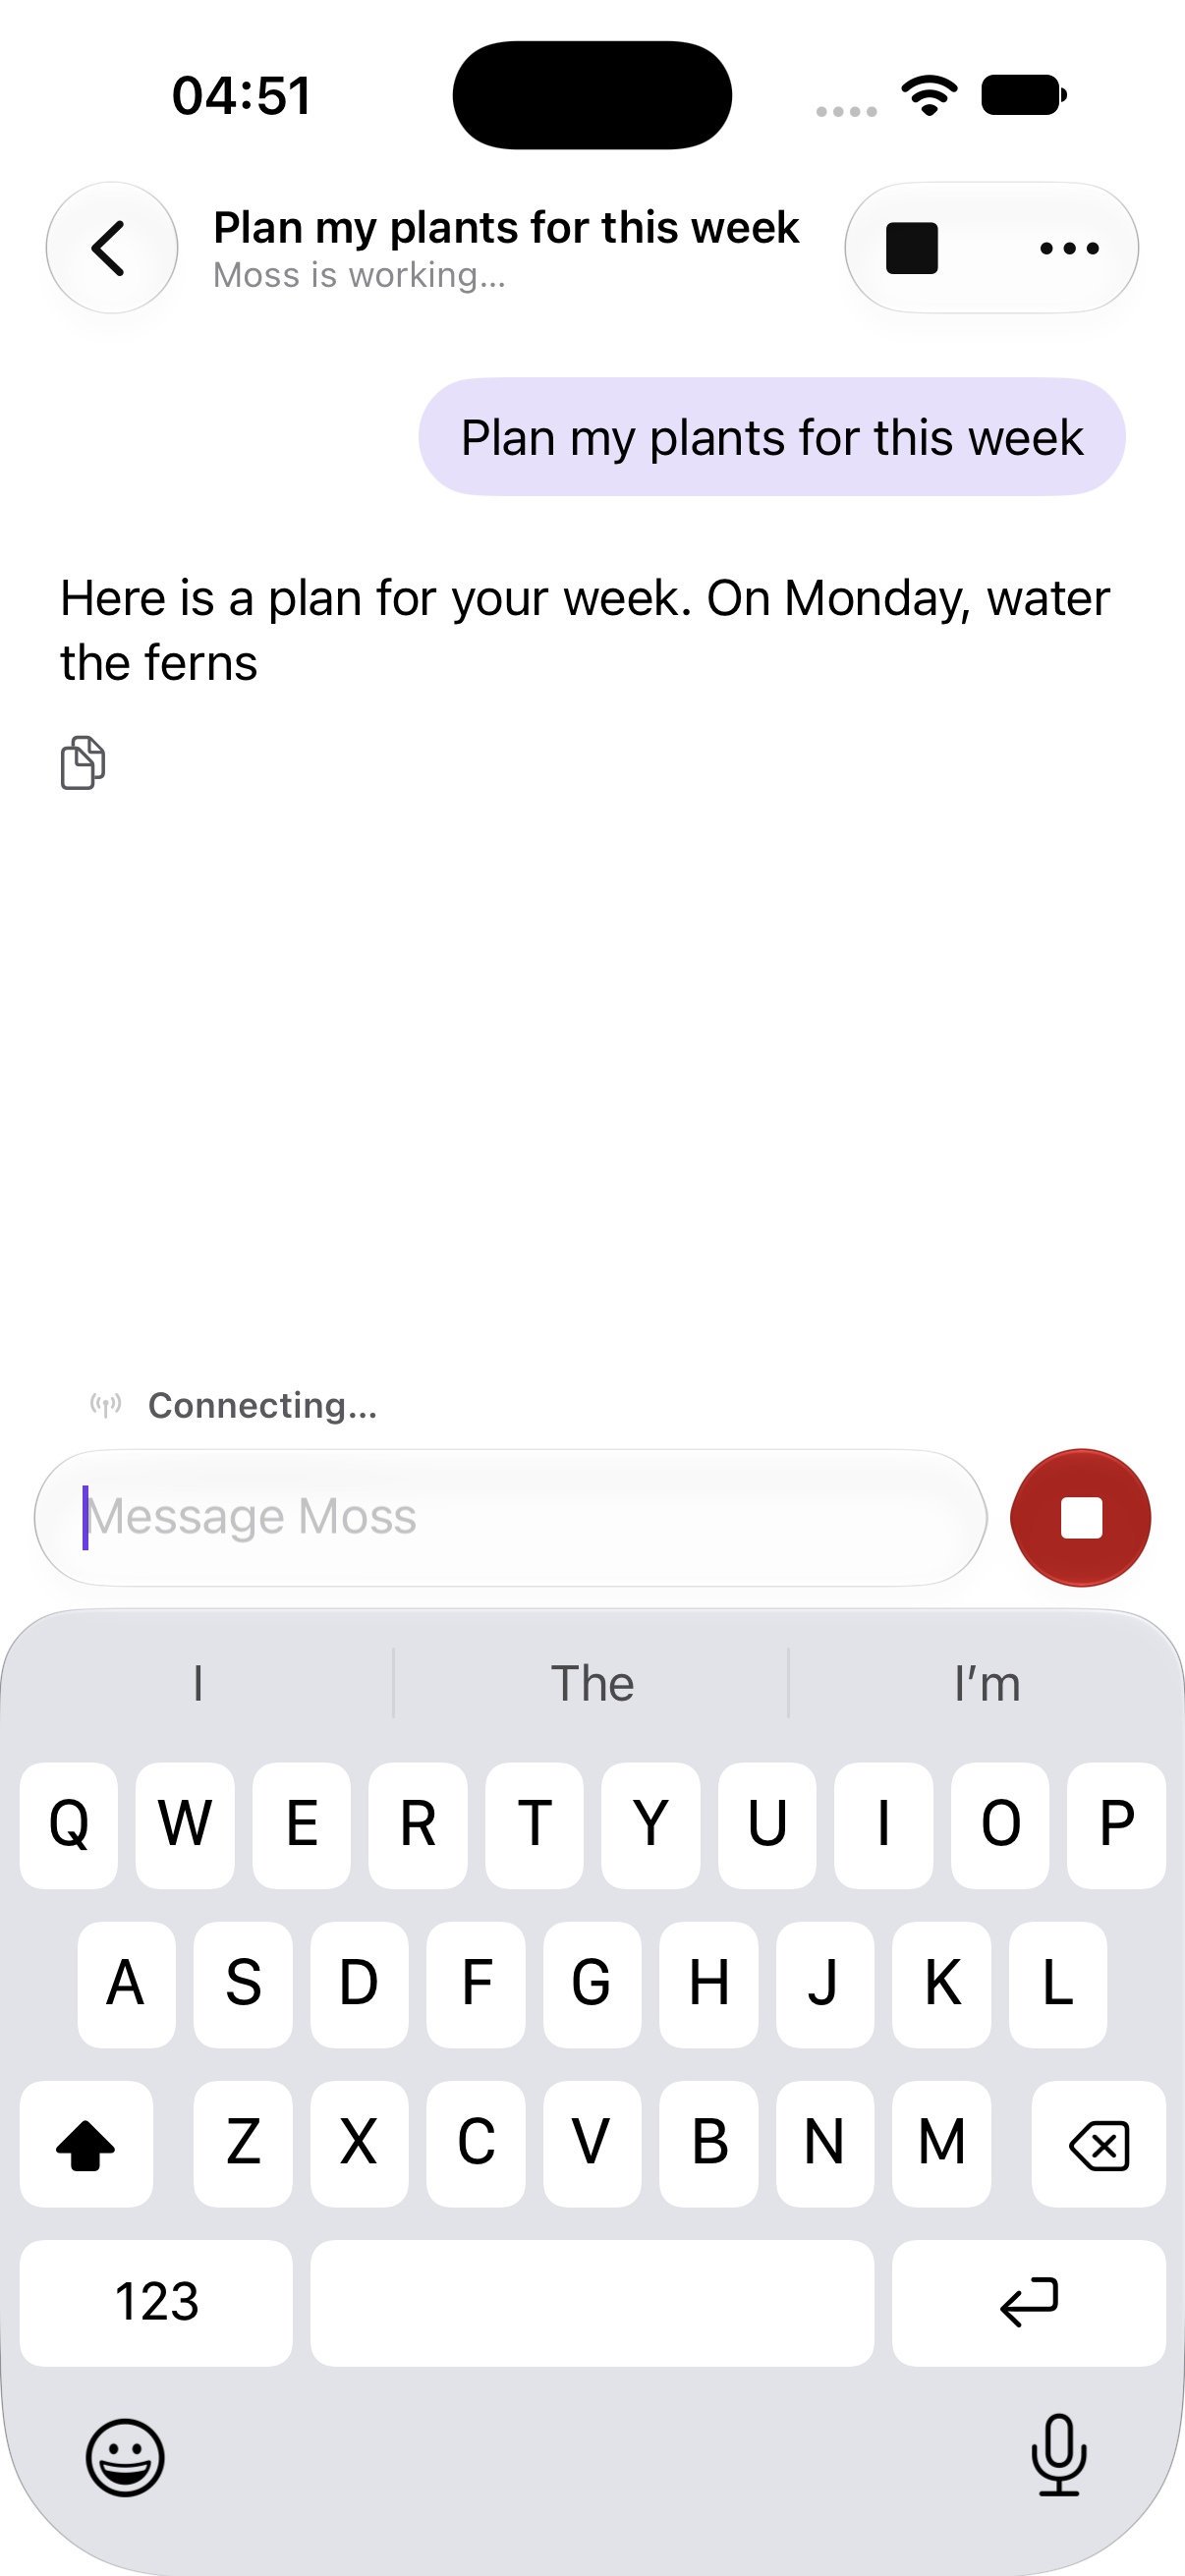 04:51
Plan my plants for this week
Moss is working...
Plan my plants for this week
Here is a plan for your week. On Monday, water
the ferns
Connecting...
Message Moss
I The I’m
Q W E R T Y U I O P
A S D F G H J K L
Z X C V B N M
123